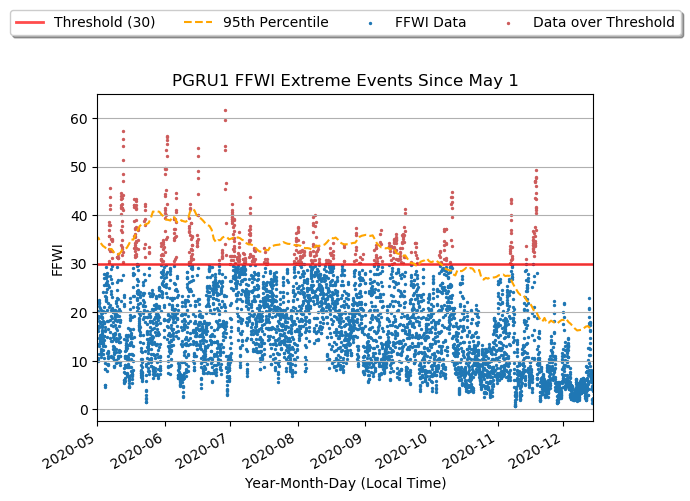 Threshold (30) 95th Percentile FFWI Data Data over Threshold
PGRU1 FFWI Extreme Events Since May 1
FFWI
60
50
40
30
20
10
0
2020-05 2020-06 2020-07 2020-08 2020-09 2020-10 2020-11 2020-12
Year-Month-Day (Local Time)